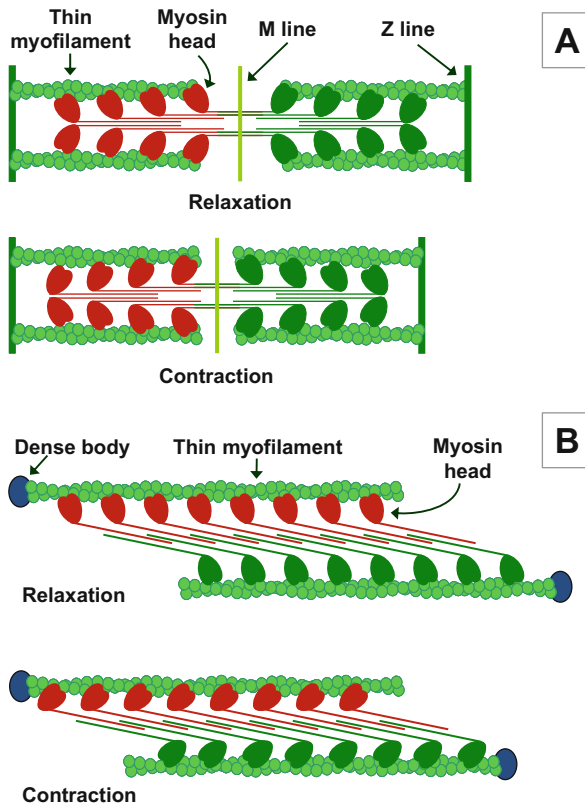 Thin
myofilament
Myosin
head
M line
Z line
A
Relaxation
Contraction
B
Dense body
Thin myofilament
Myosin
head
Relaxation
Contraction